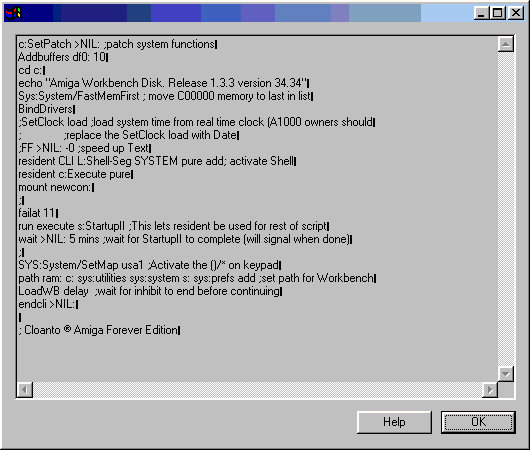 c:SetPatch >NIL: ;patch system functions
Addbuffers df0: 10
cd c:
echo "Amiga Workbench Disk. Release 1.3.3 version 34.34"
Sys:System/FastMemFirst ; move C00000 memory to last in list
BindDrivers
;SetClock load ;load system time from real time clock (A1000 owners should
;               ;replace the SetClock load with Date
;FF >NIL: -0 ;speed up Text
resident CLI L:Shell-Seg SYSTEM pure add; activate Shell
resident c:Execute pure
mount newcon:
;
failat 11
run execute s:StartupII ;This lets resident be used for rest of script
wait >NIL: 5 mins ;wait for StartupII to complete (will signal when done)
;
SYS:System/SetMap usa1 ;Activate the ()/* on keypad
path ram: c: sys:utilities sys:system s: sys:prefs add ;set path for Workbench
LoadWB delay  ;wait for inhibit to end before continuing
endcli >NIL:
; Cloanto ® Amiga Forever Edition
Help
OK